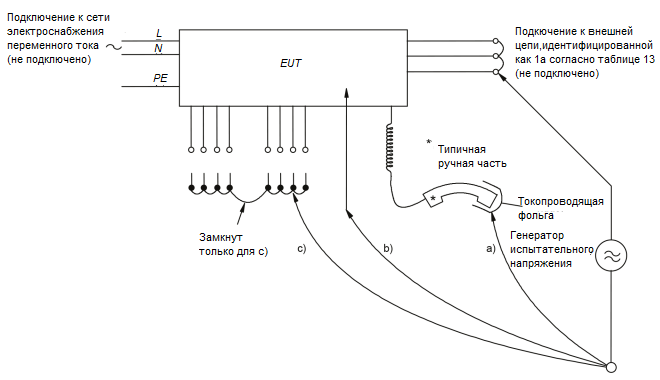 Подключение к сети
электроснабжения
переменного тока
(не подключено)
L
N
PE
EUT
Подкючение к внешней
цепи,идентифицированной
как 1а согласно таблице 13
(не подключено)
* Типичная
ручная часть
*
Токопроводящая
фольга
Генератор
испытательного
напряжения
Замкнут
только для c)
c)
b)
a)